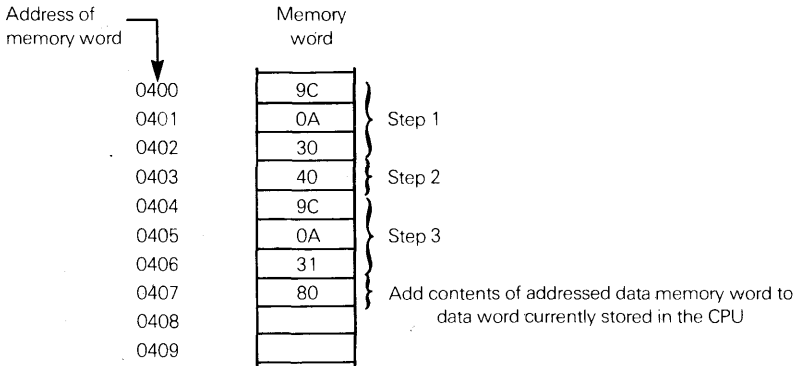 Address of
memory word
Memory
word
0400 9C
0401 0A Step 1
0402 30
0403 40 Step 2
0404 9C
0405 0A Step 3
0406 31
0407 80 Add contents of addressed data memory word to
0408 data word currently stored in the CPU
0409